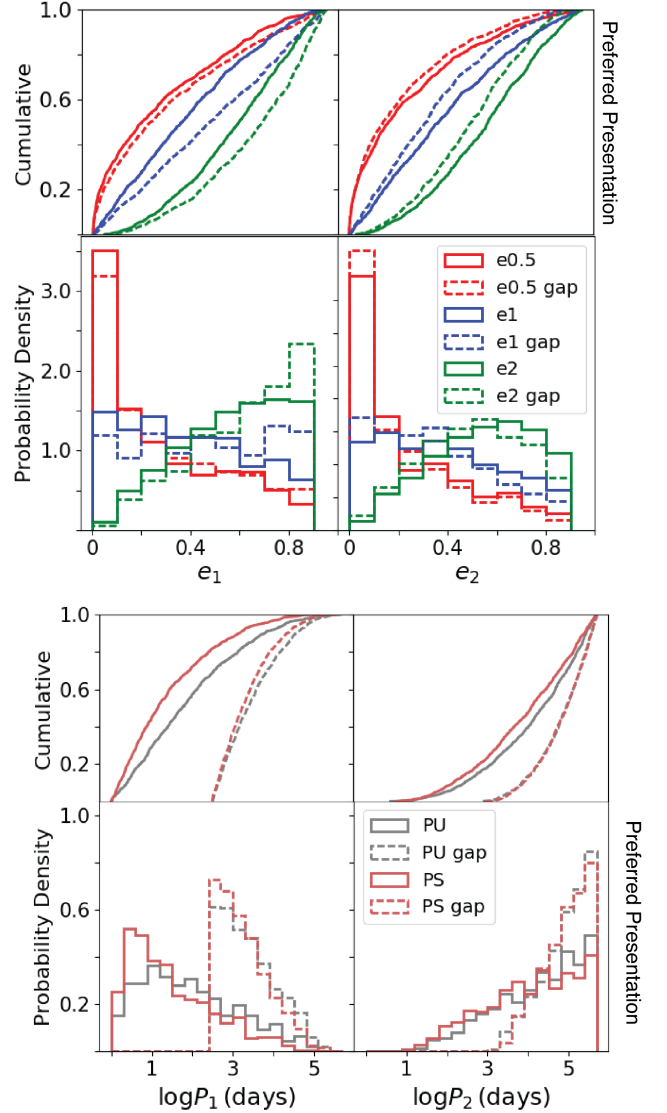 1.0
0.6
0.2
Cumulative
Preferred Presentation
3.0
2.0
1.0
Probability Density
e0.5
e0.5 gap
e1
e1 gap
e2
e2 gap
0 0.4 0.8 0 0.4 0.8
e₁ e₂
1.0
0.6
0.2
Cumulative
1.0
0.6
0.2
Probability Density
PU
PU gap
PS
PS gap
Preferred Presentation
1 3 5 1 3 5
logP₁ (days) logP₂ (days)